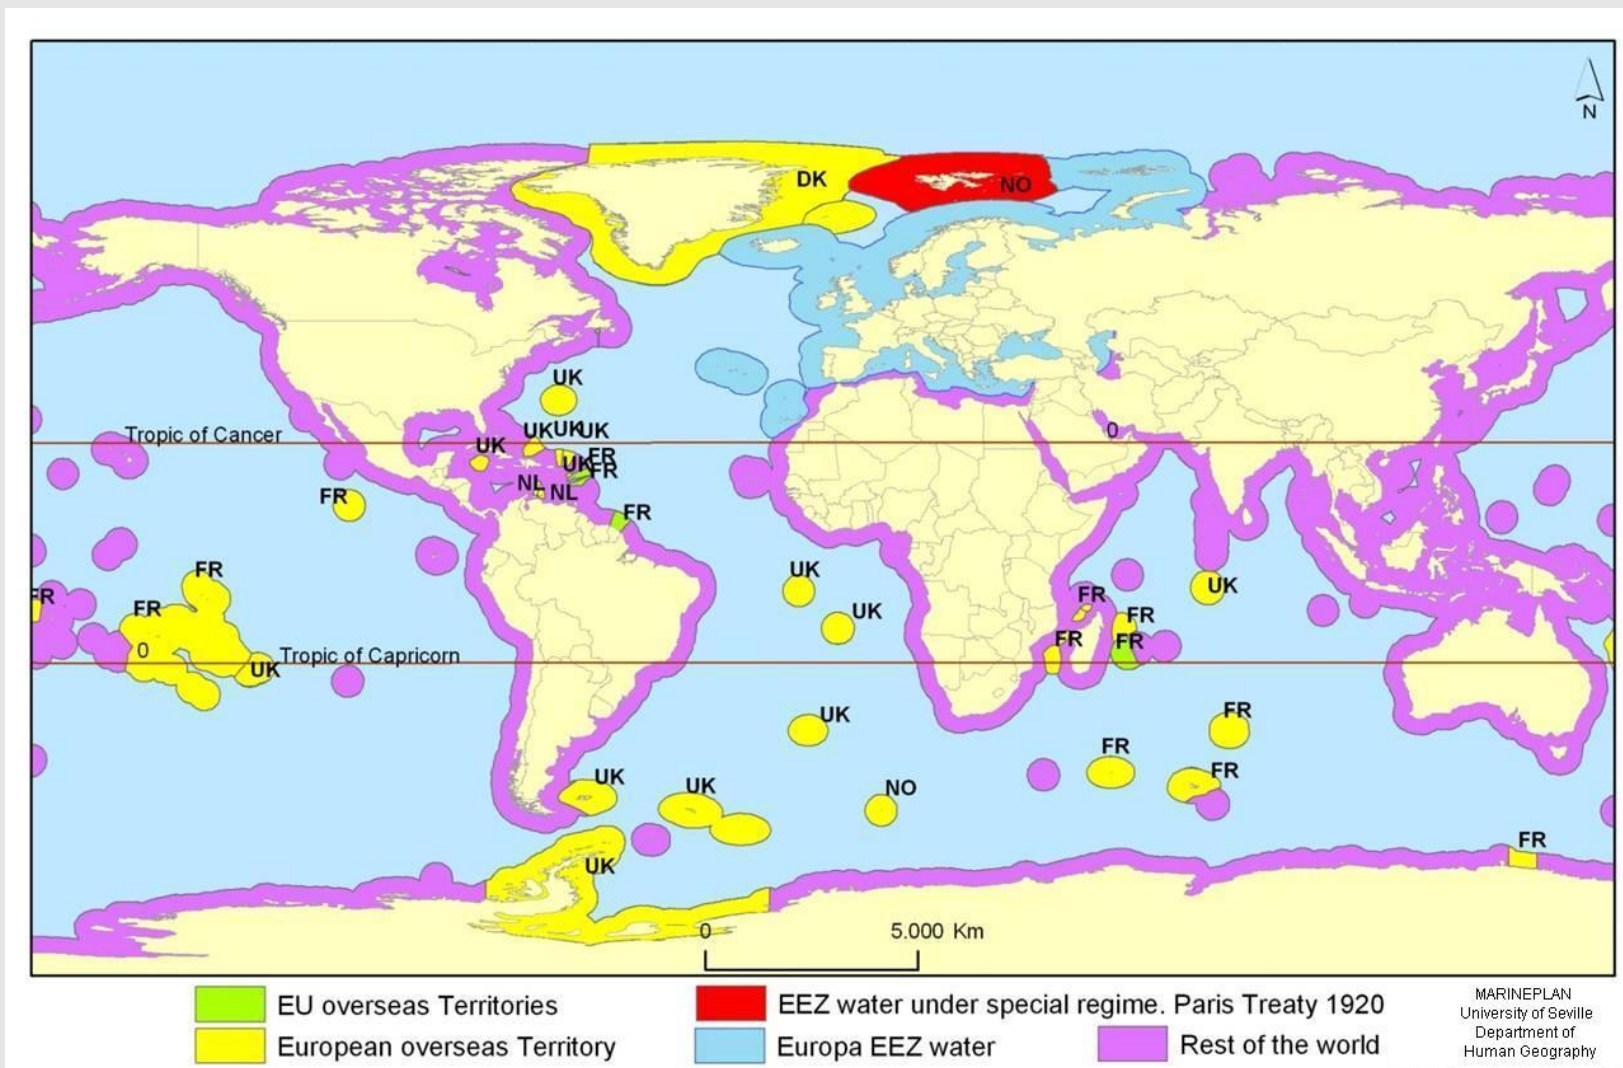 N
DK
NO
UK
Tropic of Cancer
UK
UK
UK
UK
0
UK
FR
FR
NL
NL
FR
FR
FR
FR
UK
UK
FR
FR
UK
FR
FR
FR
FR
0
UK
Tropic of Capricorn
UK
FR
FR
FR
UK
UK
NO
UK
FR
0
5.000 Km
EU overseas Territories
EEZ water under special regime. Paris Treaty 1920
European overseas Territory
Europa EEZ water
Rest of the world
MARINEPLAN
University of Seville
Department of
Human Geography